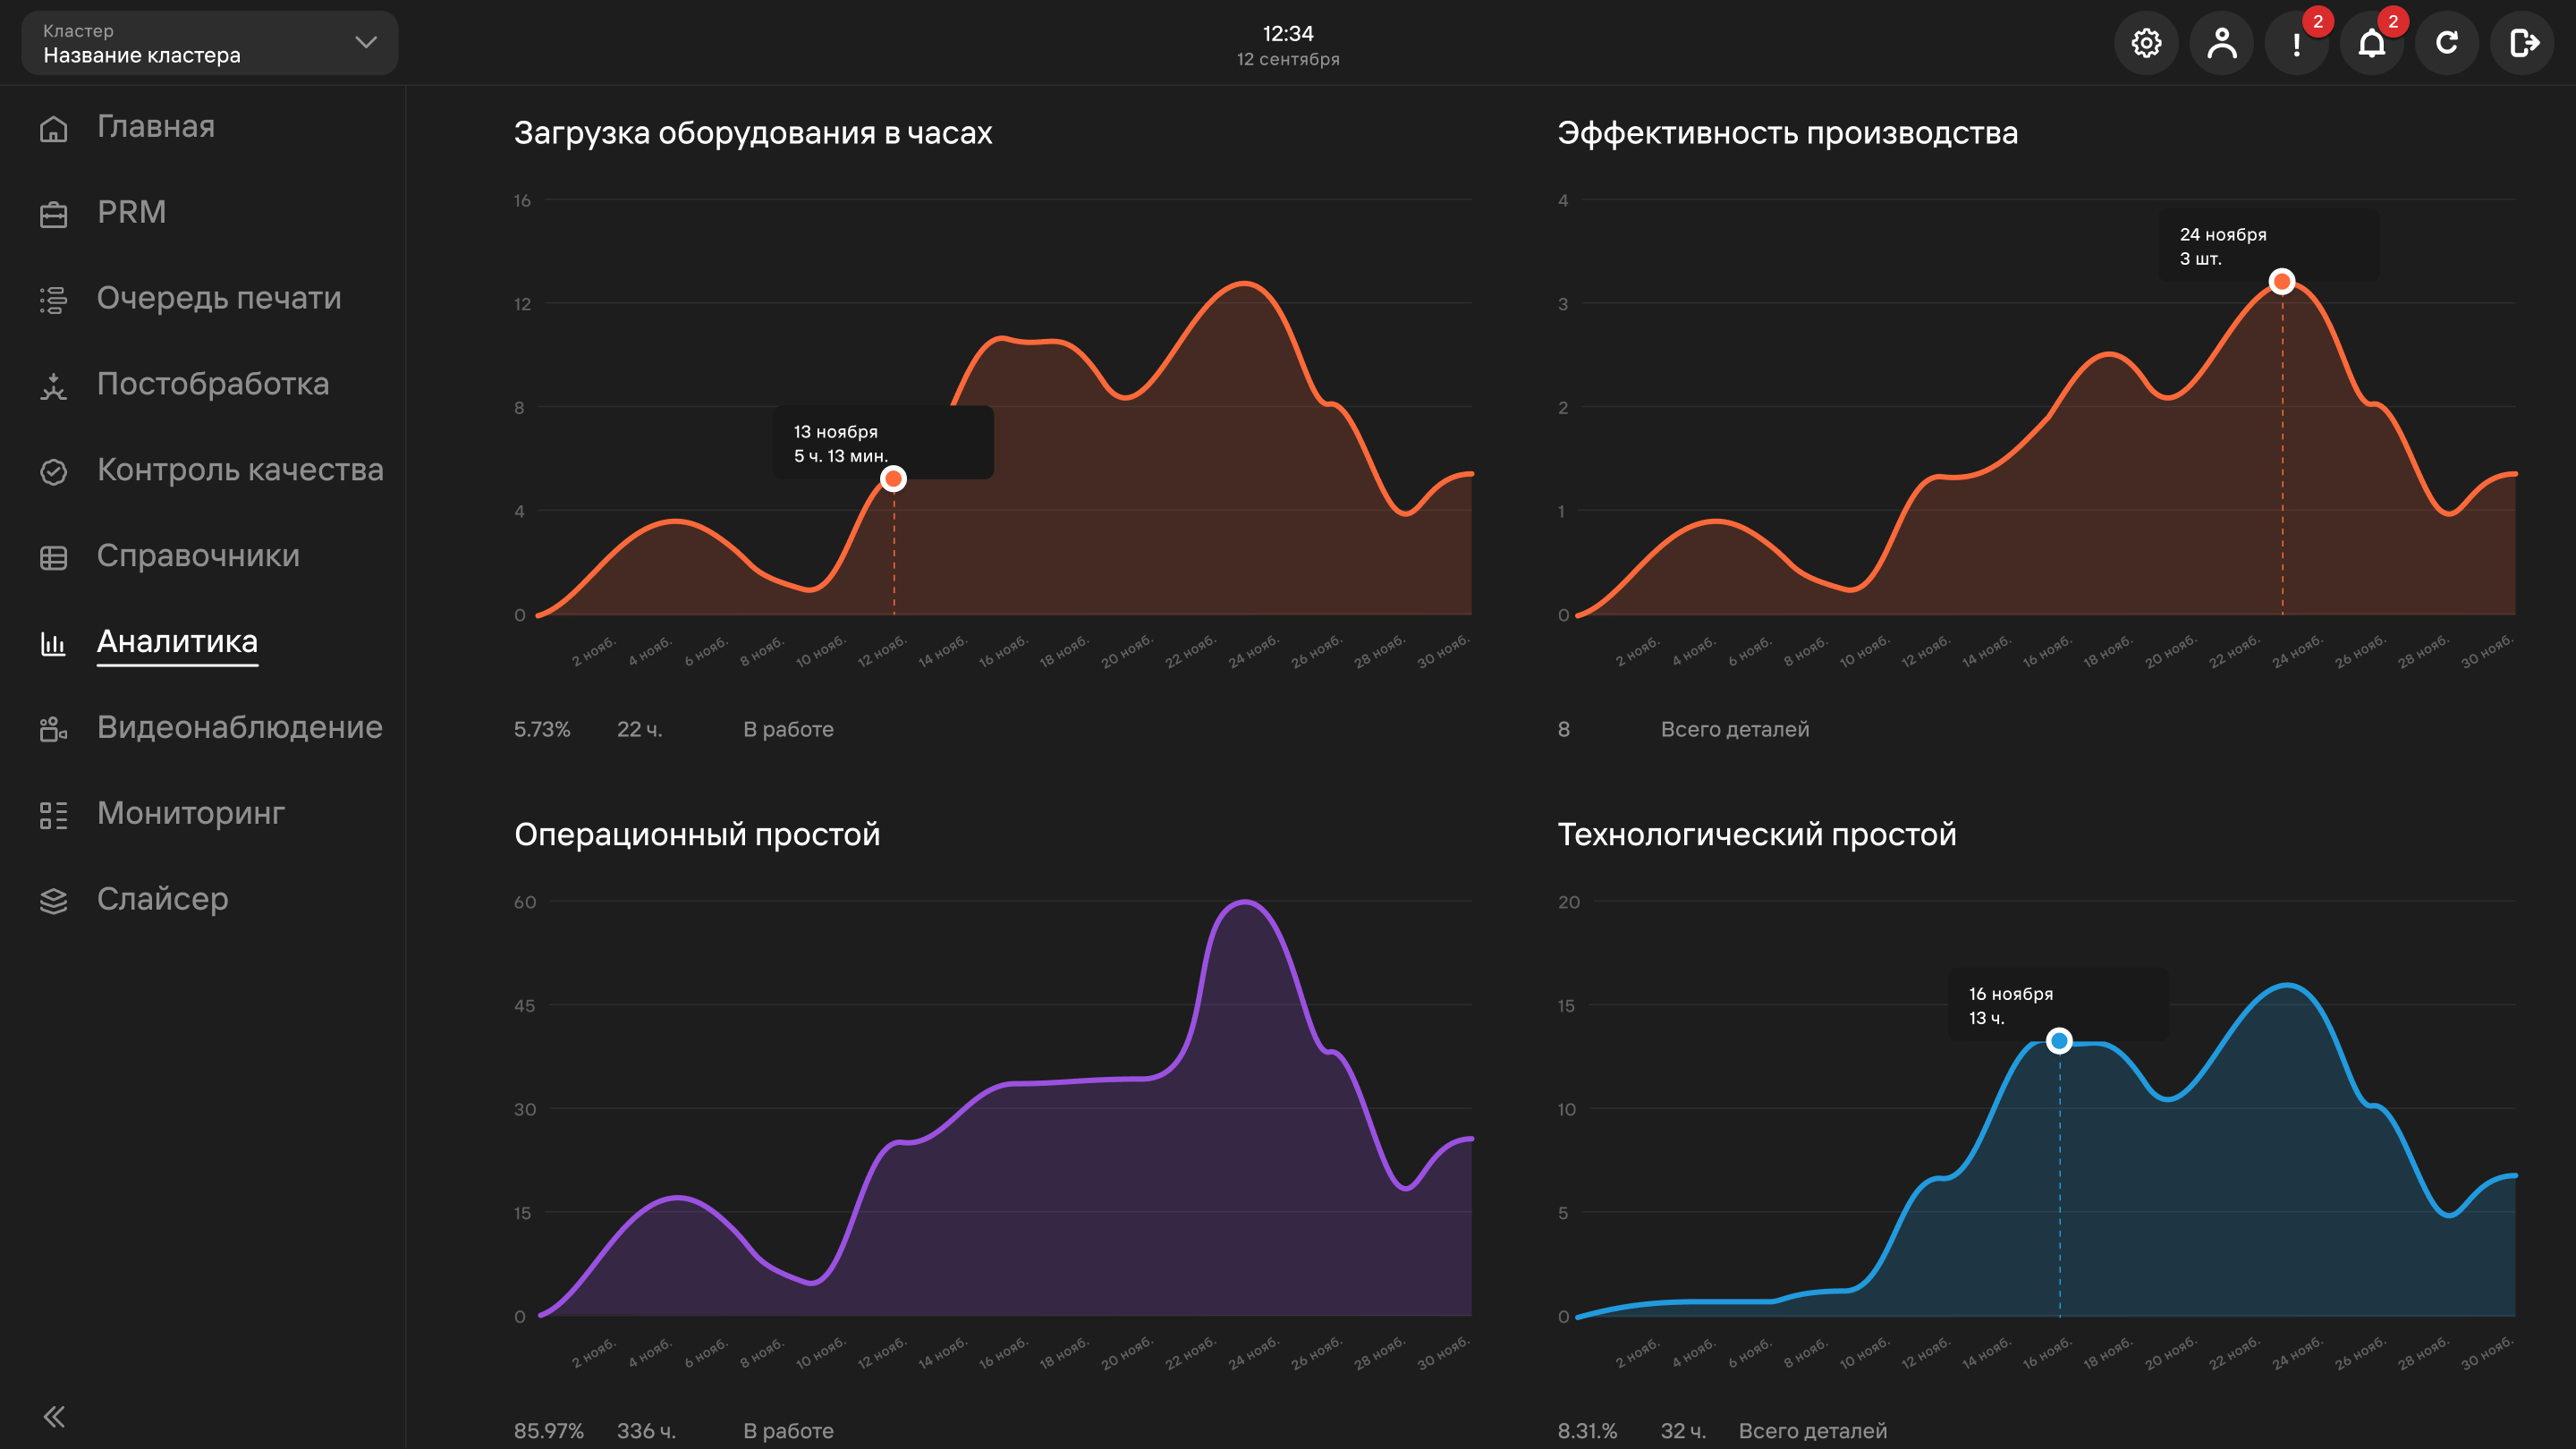 Кластер
Название кластера
12:34
12 сентября
!
2
2
Главная
PRM
Очередь печати
Постобработка
Контроль качества
Справочники
Аналитика
Видеонаблюдение
Мониторинг
Слайсер
Загрузка оборудования в часах
16
12
8
4
0
13 ноября
5 ч. 13 мин.
2 нояб. 4 нояб. 6 нояб. 8 нояб. 10 нояб. 12 нояб. 14 нояб. 16 нояб. 18 нояб. 20 нояб. 22 нояб. 24 нояб. 26 нояб. 28 нояб. 30 нояб.
5.73% 22 ч. В работе
Эффективность производства
4
3
2
1
0
24 ноября
3 шт.
2 нояб. 4 нояб. 6 нояб. 8 нояб. 10 нояб. 12 нояб. 14 нояб. 16 нояб. 18 нояб. 20 нояб. 22 нояб. 24 нояб. 26 нояб. 28 нояб. 30 нояб.
8 Всего деталей
Операционный простой
60
45
30
15
0
2 нояб. 4 нояб. 6 нояб. 8 нояб. 10 нояб. 12 нояб. 14 нояб. 16 нояб. 18 нояб. 20 нояб. 22 нояб. 24 нояб. 26 нояб. 28 нояб. 30 нояб.
85.97% 336 ч. В работе
Технологический простой
20
15
10
5
0
16 ноября
13 ч.
2 нояб. 4 нояб. 6 нояб. 8 нояб. 10 нояб. 12 нояб. 14 нояб. 16 нояб. 18 нояб. 20 нояб. 22 нояб. 24 нояб. 26 нояб. 28 нояб. 30 нояб.
8.31.% 32 ч. Всего деталей